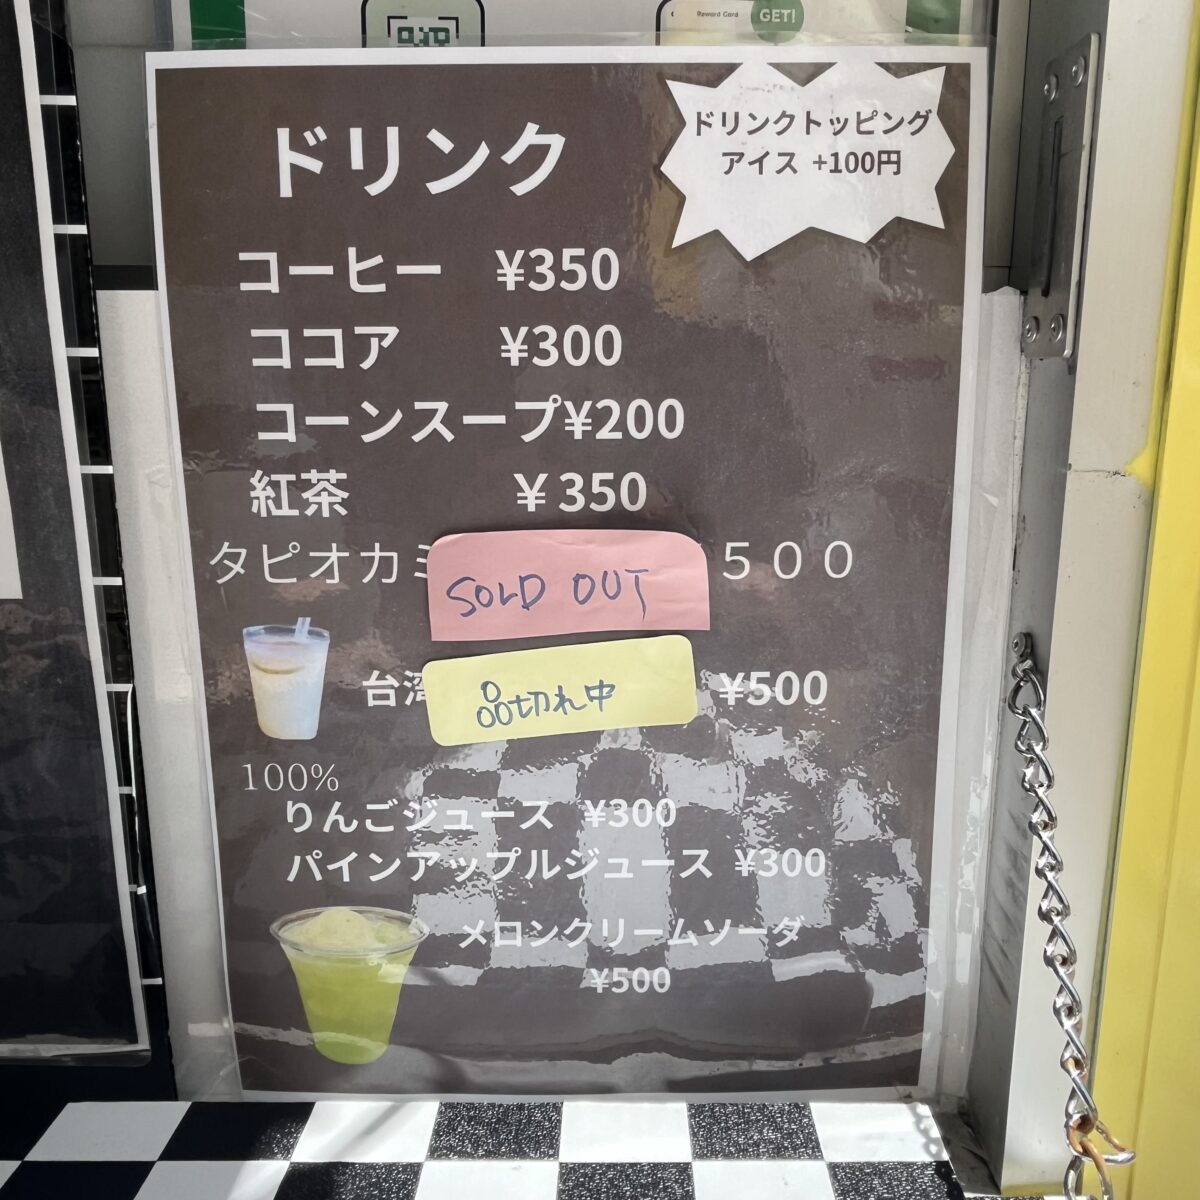 Reward Card
GET!
ドリンクトッピング
アイス +100円
ドリンク
コーヒー ¥350
ココア ¥300
コーンスープ¥200
紅茶 ¥350
タピオカミ ５００
SOLD OUT
台湾 ¥500
品切れ中
100%
りんごジュース ¥300
パインアップルジュース ¥300
メロンクリームソーダ
¥500